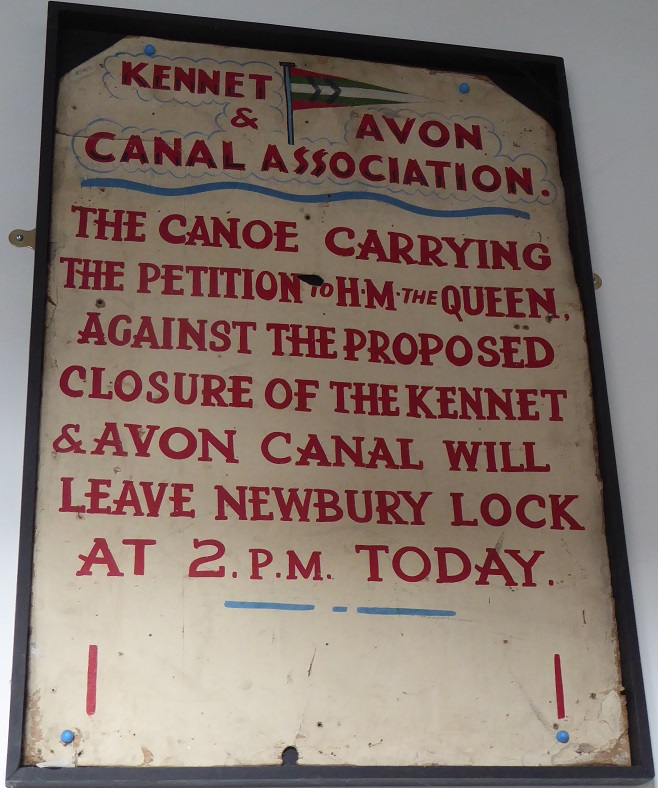 KENNET
&
AVON
CANAL ASSOCIATION.
THE CANOE CARRYING
THE PETITION TO H·M·THE QUEEN,
AGAINST THE PROPOSED
CLOSURE OF THE KENNET
& AVON CANAL WILL
LEAVE NEWBURY LOCK
AT 2. P.M. TODAY.